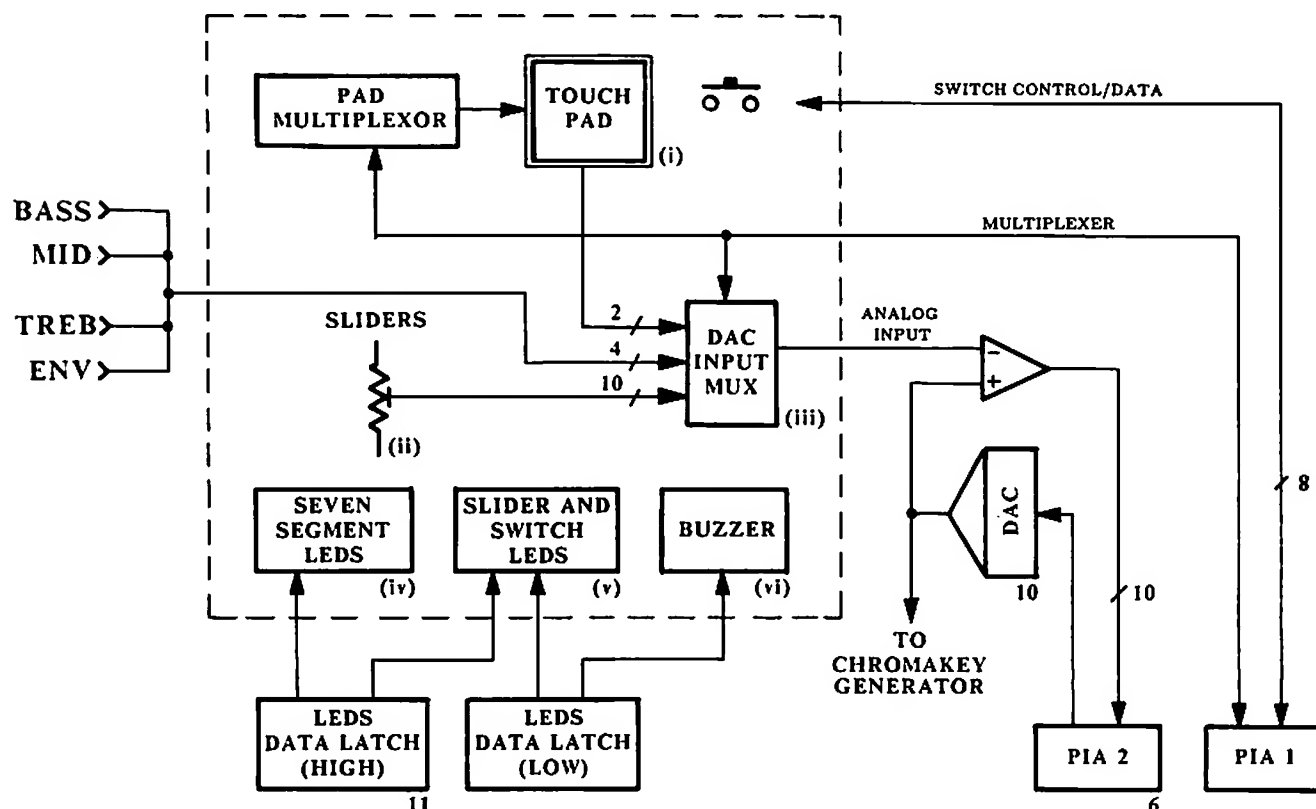 PAD
MULTIPLEXOR
TOUCH
PAD
(i)
SWITCH CONTROL/DATA
BASS
MID
TREB
ENV
MULTIPLEXER
SLIDERS
(ii)
2
4
10
DAC
INPUT
MUX
(iii)
ANALOG
INPUT
-
+
8
SEVEN
SEGMENT
LEDS
(iv)
SLIDER AND
SWITCH
LEDS
(v)
BUZZER
(vi)
DAC
10
10
TO
CHROMAKEY
GENERATOR
LEDS
DATA LATCH
(HIGH)
11
LEDS
DATA LATCH
(LOW)
PIA 2
6
PIA 1